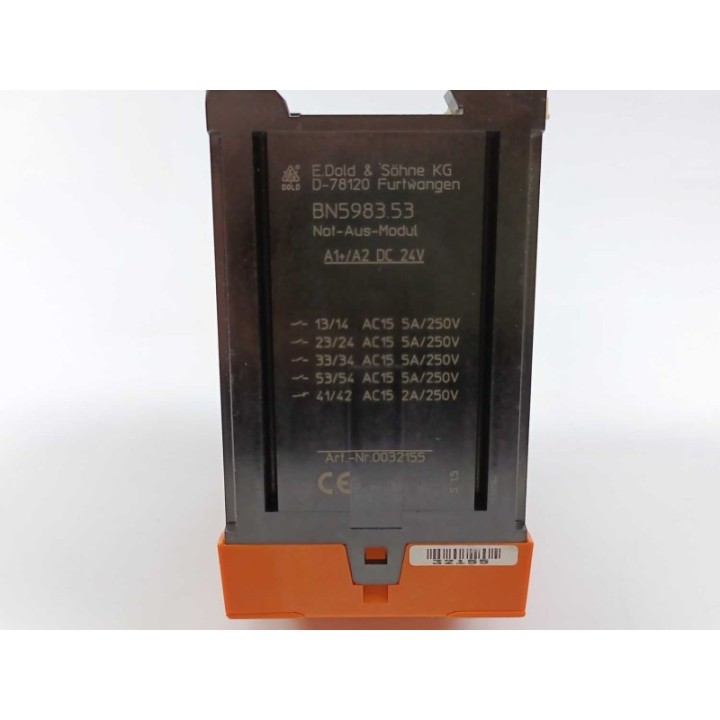 E.Dold & Söhne KG
DOLD D-78120 Furtwangen
BN5983.53
Not-Aus-Modul
A1+/A2 DC 24V
13/14 AC15 5A/250V
23/24 AC15 5A/250V
33/34 AC15 5A/250V
53/54 AC15 5A/250V
41/42 AC15 2A/250V
Art.-Nr.0032155
CE
32155